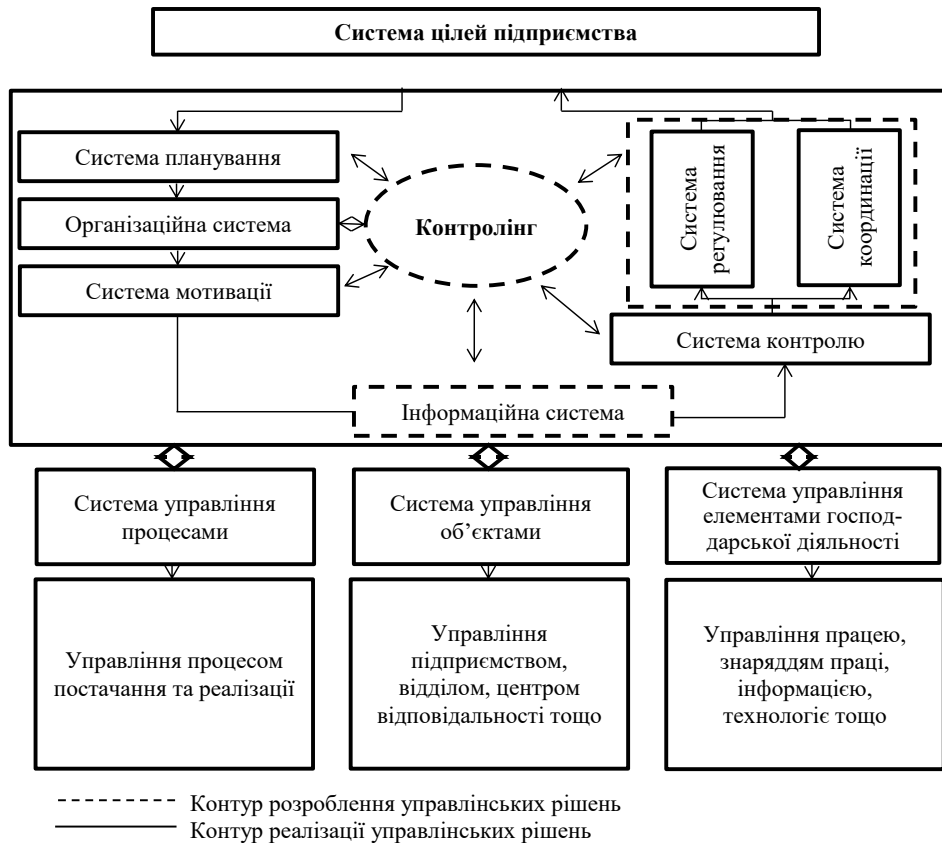 Система цілей підприємства
Система планування
Організаційна система
Система мотивації
Контролінг
Система
регулювання
Система
координації
Система контролю
Інформаційна система
Система управління
процесами
Система управління
об’єктами
Система управління
елементами господ-
дарської діяльності
Управління процесом
постачання та реалізації
Управління
підприємством,
відділом, центром
відповідальності тощо
Управління працею,
знаряддям праці,
інформацією,
технологіє тощо
Контур розроблення управлінських рішень
Контур реалізації управлінських рішень